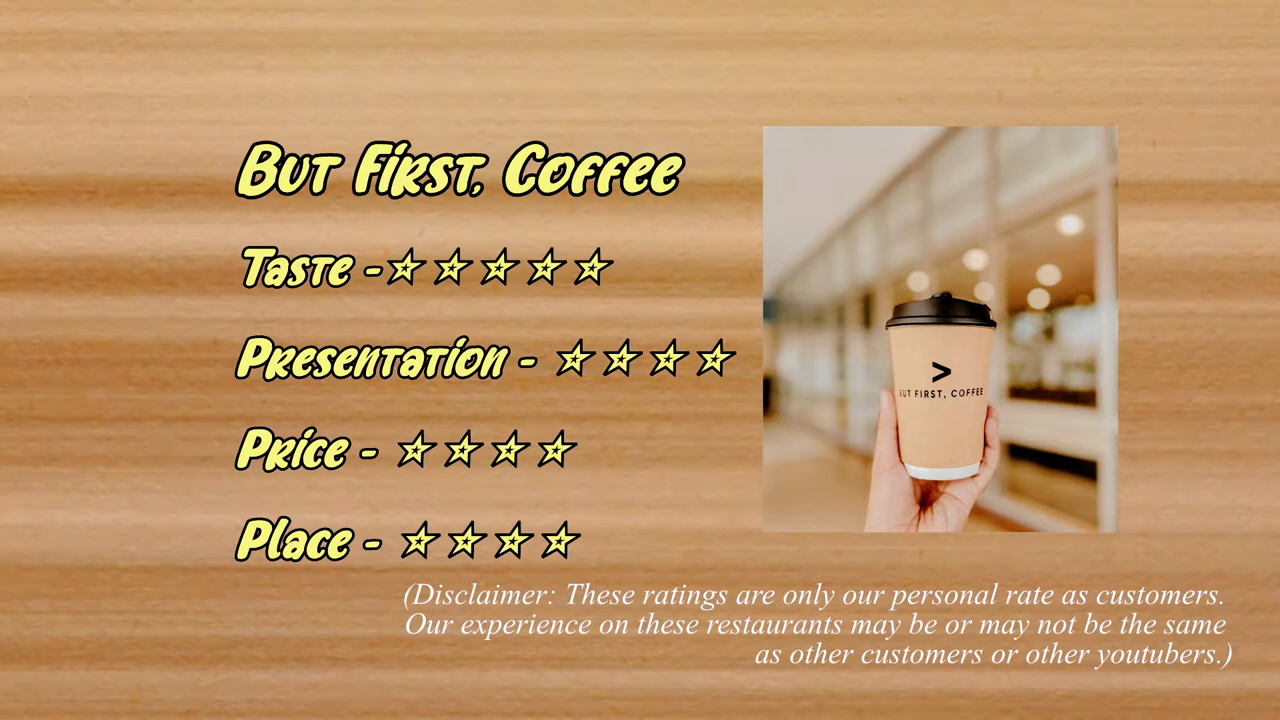 But First, Coffee
Taste -☆☆☆☆☆
Presentation - ☆☆☆☆
Price - ☆☆☆☆
Place - ☆☆☆☆
>
BUT FIRST, COFFEE
(Disclaimer: These ratings are only our personal rate as customers.
Our experience on these restaurants may be or may not be the same
as other customers or other youtubers.)